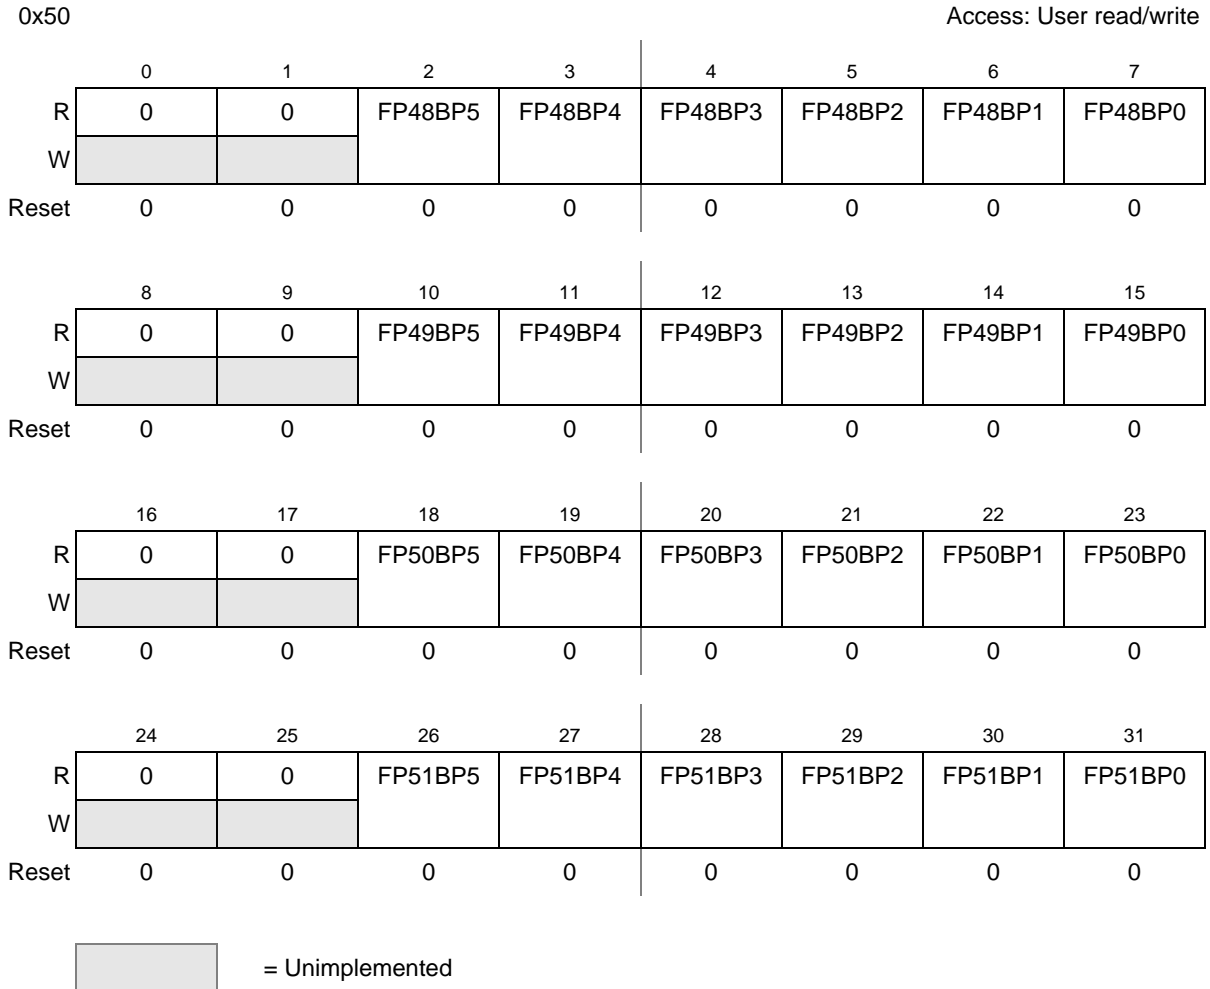 0x50 Access: User read/write
0 1 2 3 4 5 6 7
R 0 0 FP48BP5 FP48BP4 FP48BP3 FP48BP2 FP48BP1 FP48BP0
W
Reset 0 0 0 0 0 0 0 0
8 9 10 11 12 13 14 15
R 0 0 FP49BP5 FP49BP4 FP49BP3 FP49BP2 FP49BP1 FP49BP0
W
Reset 0 0 0 0 0 0 0 0
16 17 18 19 20 21 22 23
R 0 0 FP50BP5 FP50BP4 FP50BP3 FP50BP2 FP50BP1 FP50BP0
W
Reset 0 0 0 0 0 0 0 0
24 25 26 27 28 29 30 31
R 0 0 FP51BP5 FP51BP4 FP51BP3 FP51BP2 FP51BP1 FP51BP0
W
Reset 0 0 0 0 0 0 0 0
= Unimplemented